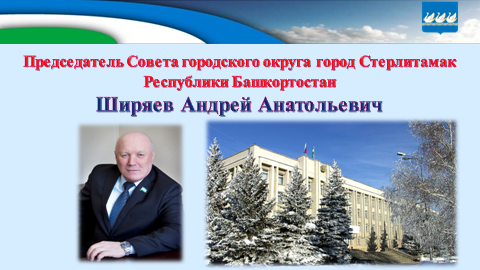 Председатель Совета городского округа город Стерлитамак
Республики Башкортостан
Ширяев Андрей Анатольевич